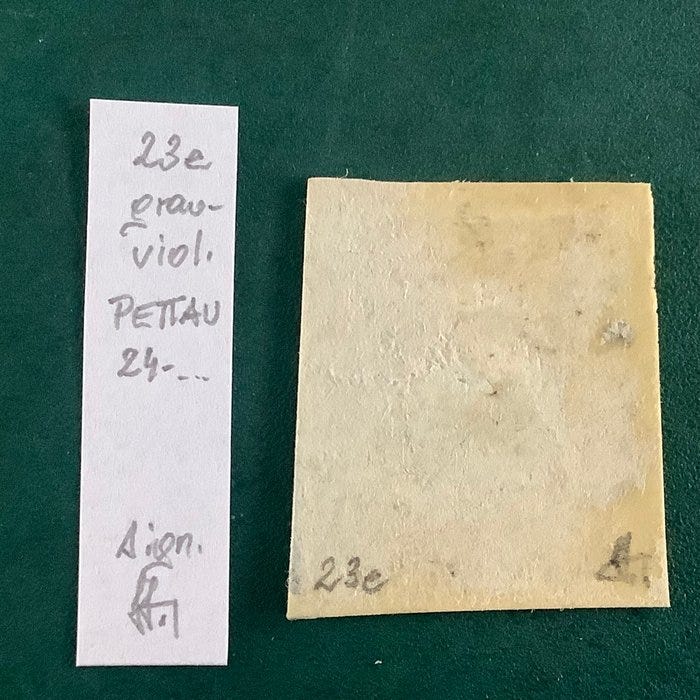 23e
grau-
viol.
PETTAU
24-...
Sign.
23e